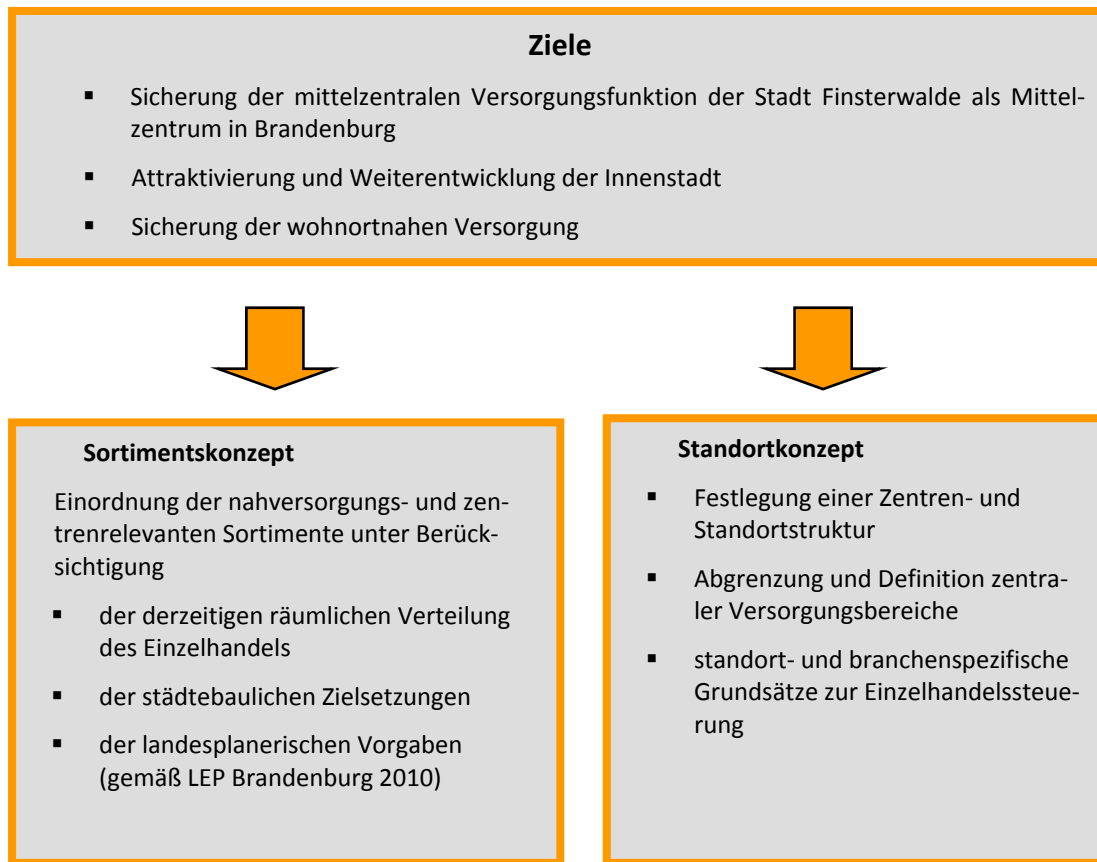 Ziele
▪ Sicherung der mittelzentralen Versorgungsfunktion der Stadt Finsterwalde als Mittel-
zentrum in Brandenburg
▪ Attraktivierung und Weiterentwicklung der Innenstadt
▪ Sicherung der wohnortnahen Versorgung
Sortimentskonzept
Einordnung der nahversorgungs- und zen-
trenrelevanten Sortimente unter Berück-
sichtigung
▪ der derzeitigen räumlichen Verteilung
des Einzelhandels
▪ der städtebaulichen Zielsetzungen
▪ der landesplanerischen Vorgaben
(gemäß LEP Brandenburg 2010)
Standortkonzept
▪ Festlegung einer Zentren- und
Standortstruktur
▪ Abgrenzung und Definition zentra-
ler Versorgungsbereiche
▪ standort- und branchenspezifische
Grundsätze zur Einzelhandelssteue-
rung